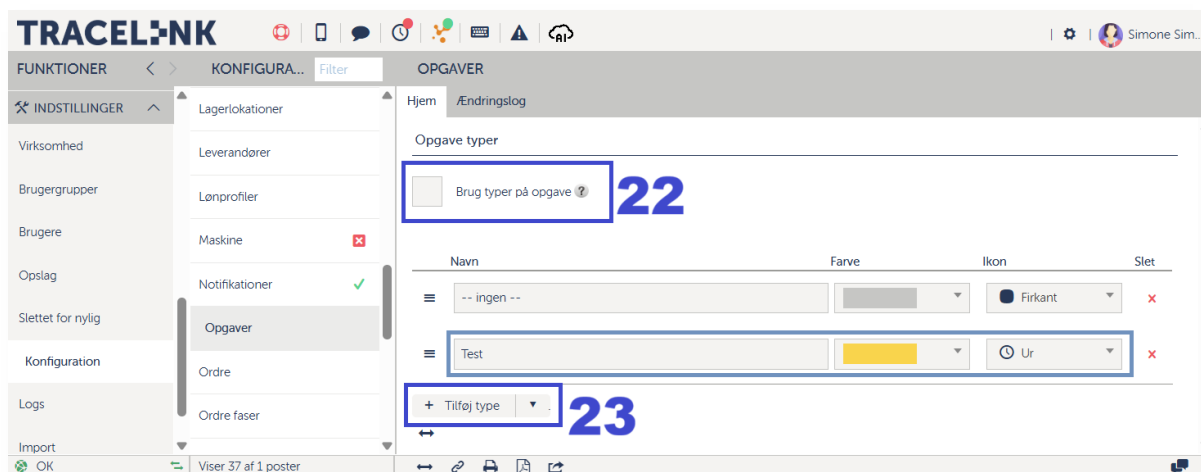 TRACELINK
AI
Simone Sim..
FUNKTIONER
KONFIGURA...
Filter
OPGAVER
INDSTILLINGER
Virksomhed
Brugergrupper
Brugere
Opslag
Slettet for nylig
Konfiguration
Logs
Import
OK
Lagerlokationer
Leverandører
Lønprofiler
Maskine
Notifikationer
Opgaver
Ordre
Ordre faser
Viser 37 af 1 poster
Hjem Ændringslog
Opgave typer
Brug typer på opgave ?
22
Navn Farve Ikon Slet
-- ingen -- Firkant x
Test Ur x
+ Tilføj type
23